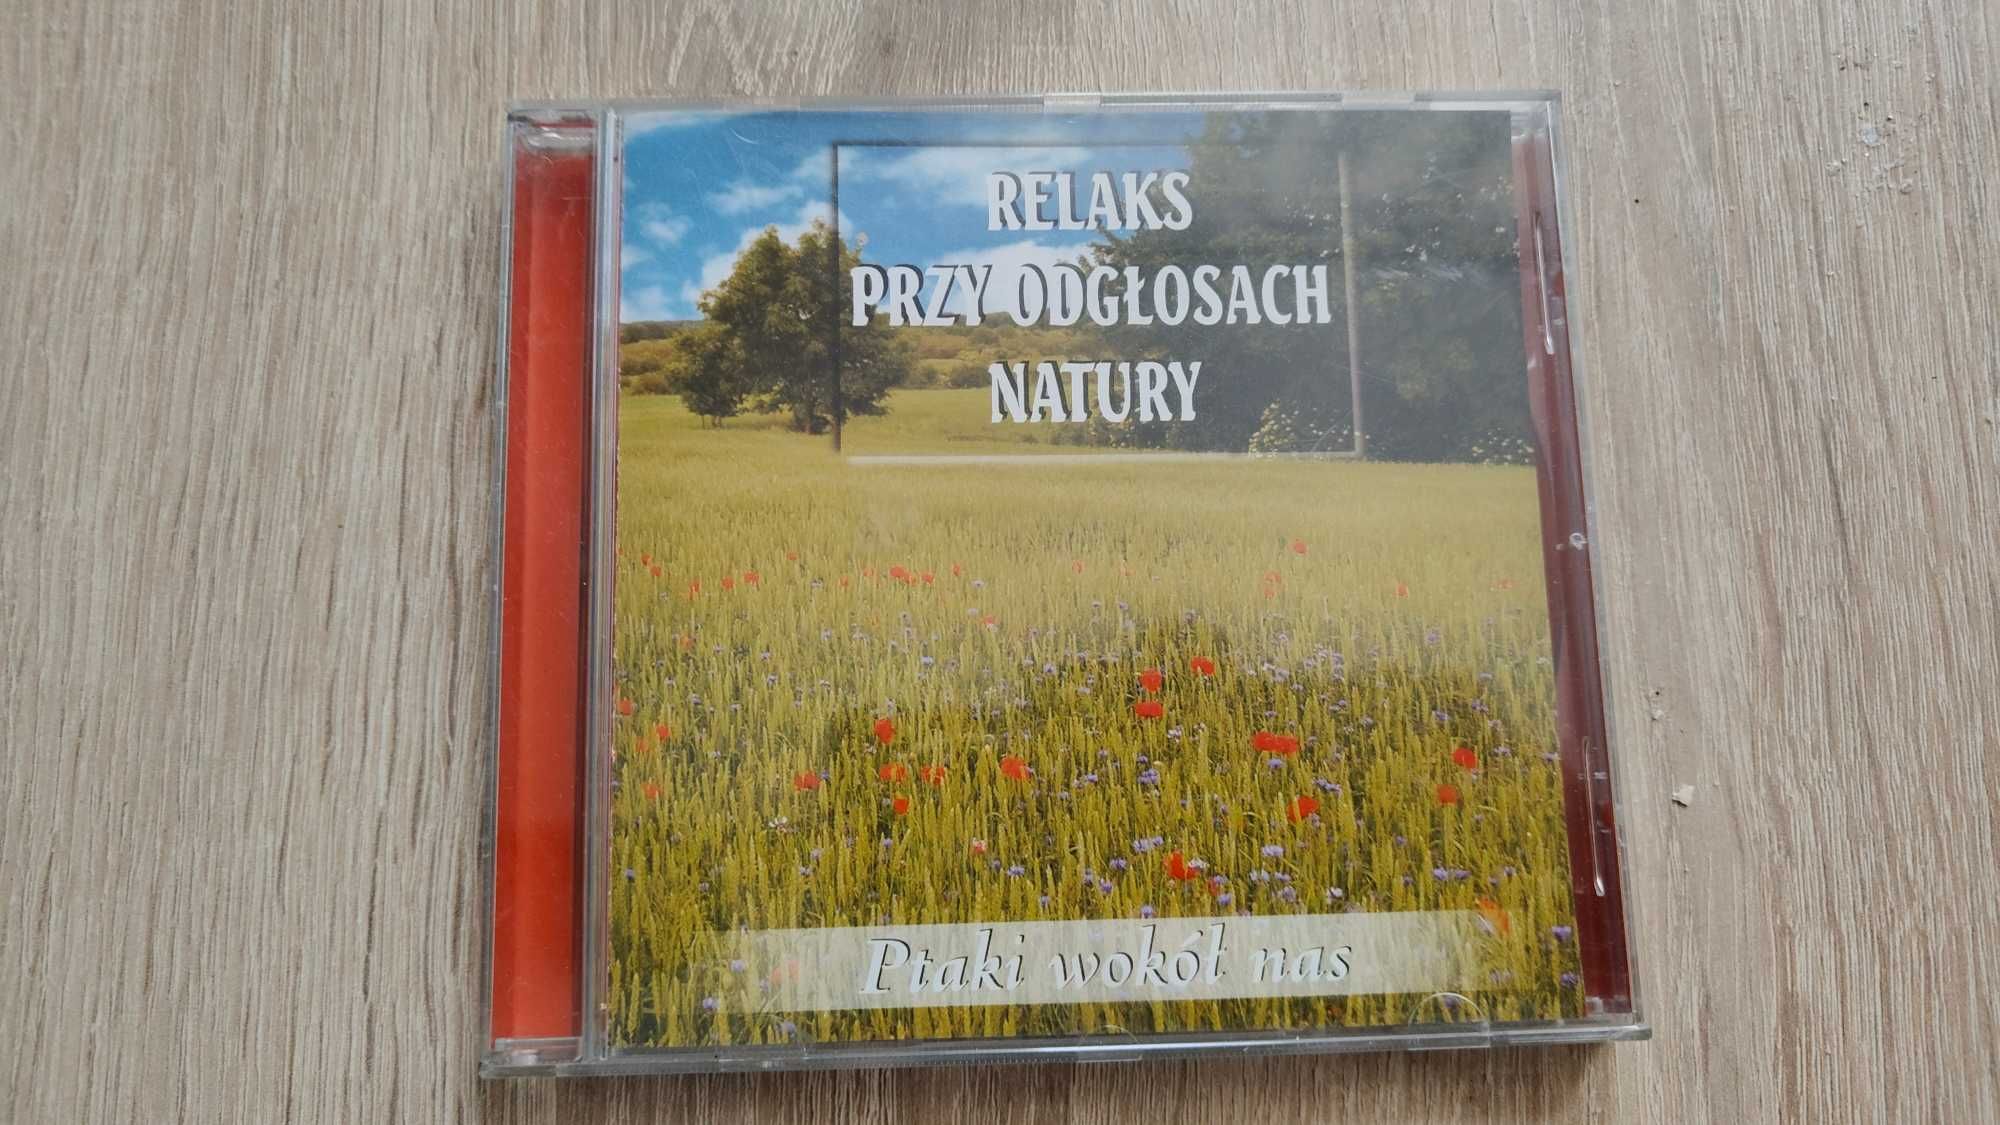 RELAKS
PRZY ODGŁOSACH
NATURY
Ptaki wokół nas